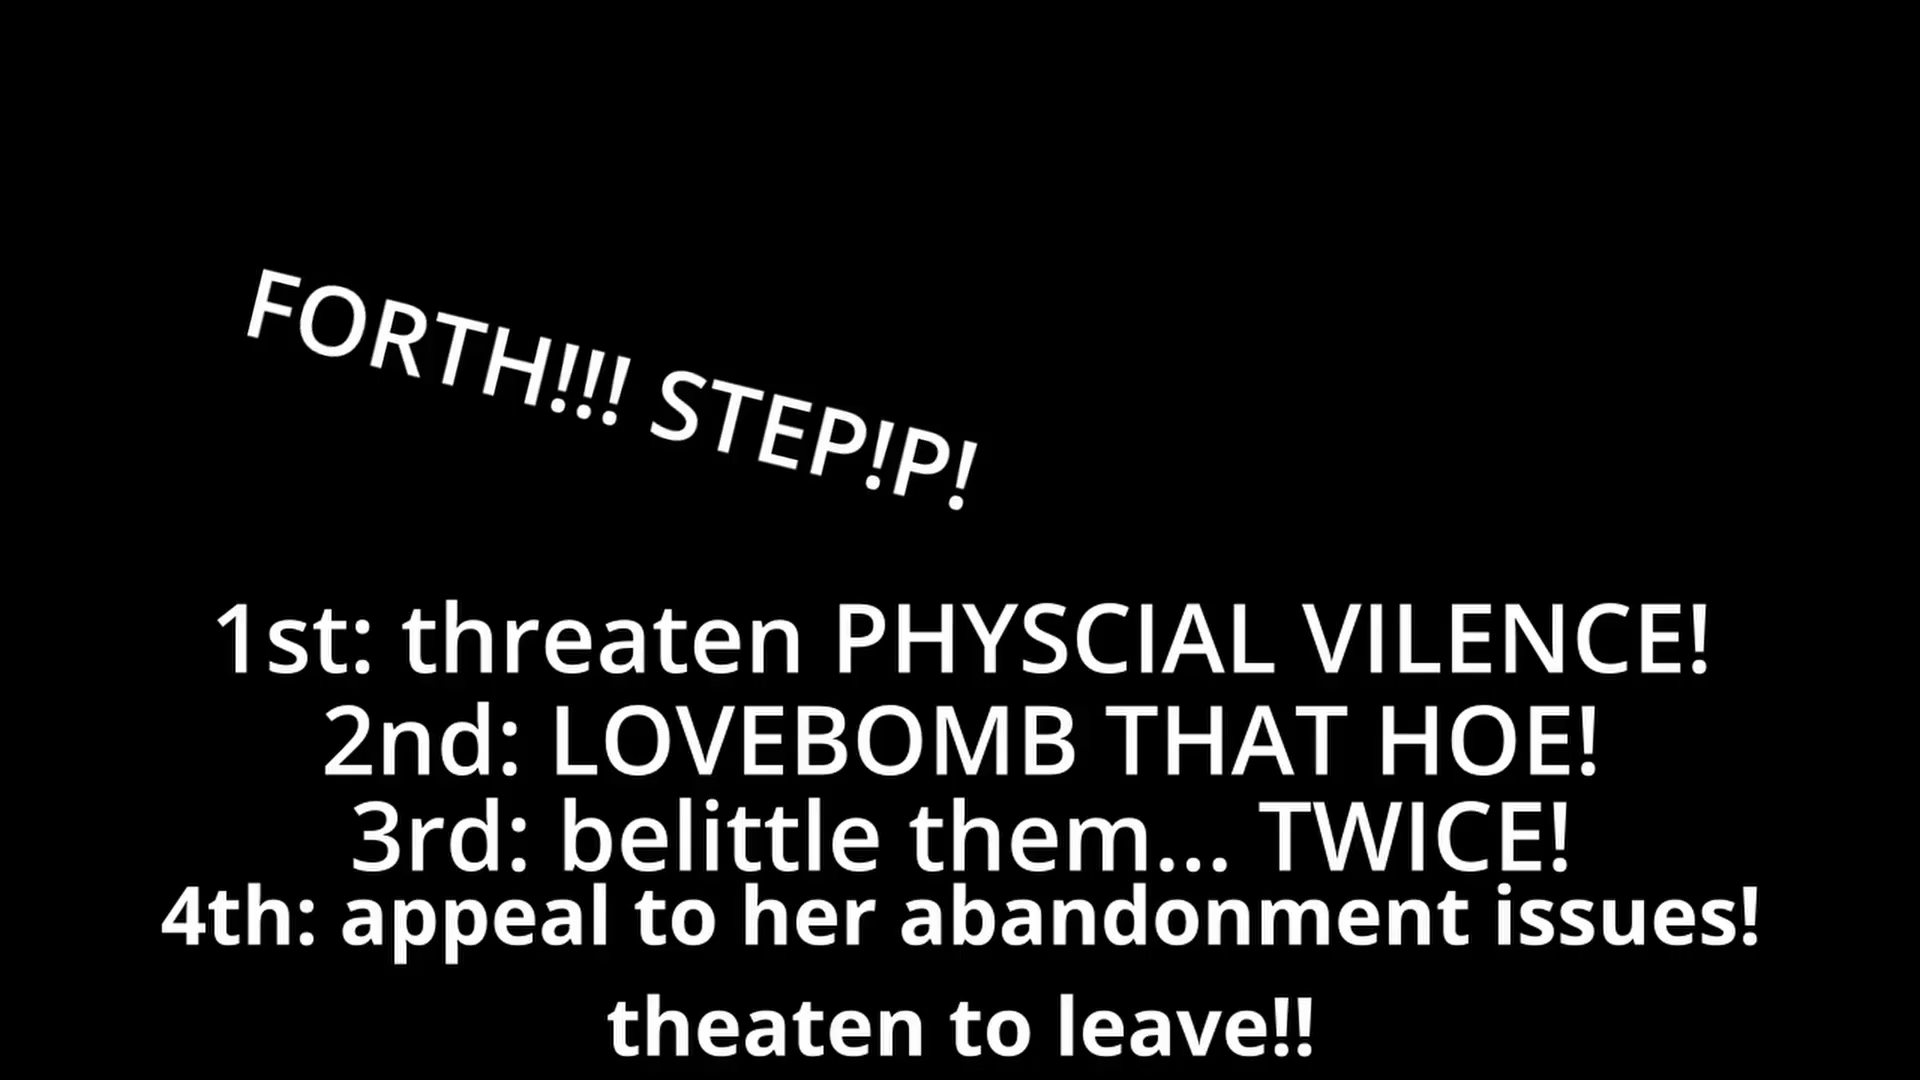 FORTH!!! STEP!P!
1st: threaten PHYSCIAL VILENCE!
2nd: LOVEBOMB THAT HOE!
3rd: belittle them... TWICE!
4th: appeal to her abandonment issues!
theaten to leave!!